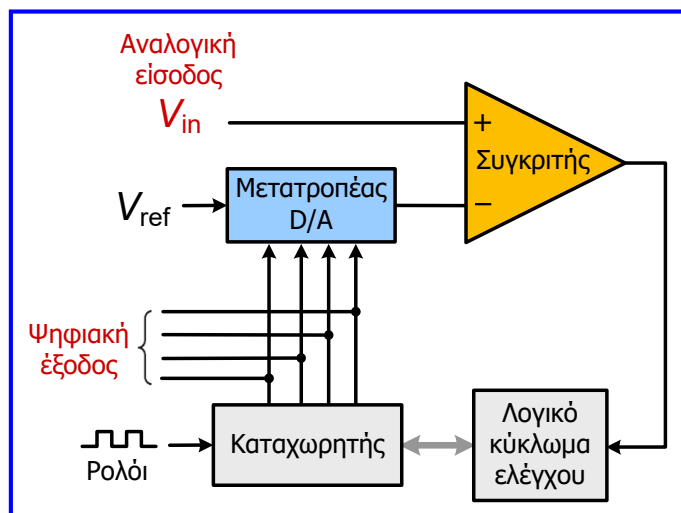 Αναλογική
είσοδος
Vin
+
Συγκριτής
−
Vref
Μετατροπέας
D/A
Ψηφιακή
έξοδος
Ρολόι
Καταχωρητής
Λογικό
κύκλωμα
ελέγχου